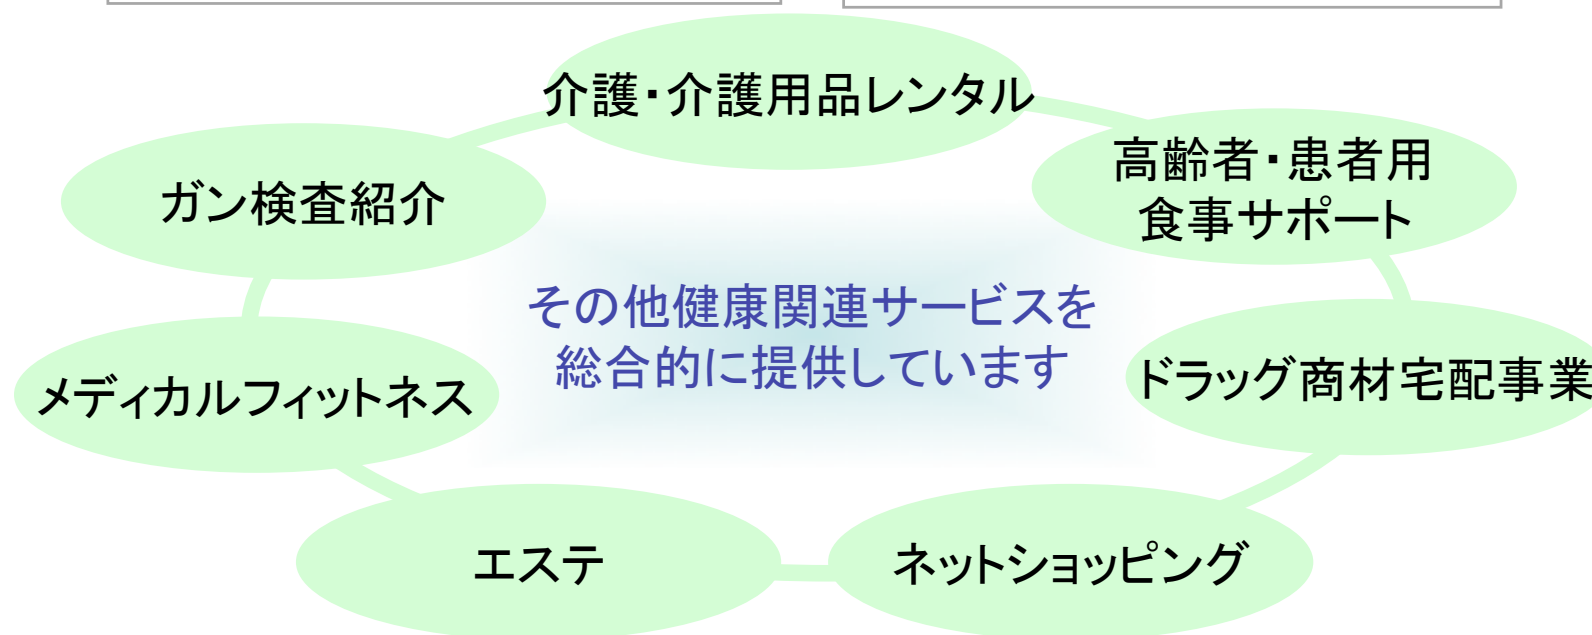 介護・介護用品レンタル
高齢者・患者用
食事サポート
ガン検査紹介
その他健康関連サービスを
総合的に提供しています
ドラッグ商材宅配事業
メディカルフィットネス
エステ
ネットショッピング